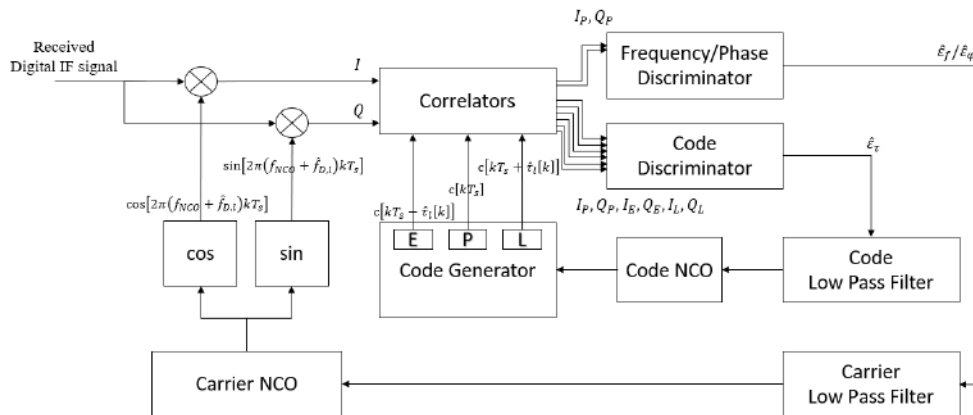 Received
Digital IF signal
I
Q
I_P, Q_P
Frequency/Phase
Discriminator
ε̂_f/ε̂_φ
Correlators
Code
Discriminator
ε̂_τ
sin[2π(f_NCO + f̂_D,l)kT_s]
cos[2π(f_NCO + f̂_D,l)kT_s]
c[kT_s + τ̂_l[k]]
c[kT_s]
c[kT_s − τ̂_l[k]]
I_P, Q_P, I_E, Q_E, I_L, Q_L
E P L
Code Generator
cos
sin
Code NCO
Code
Low Pass Filter
Carrier NCO
Carrier
Low Pass Filter